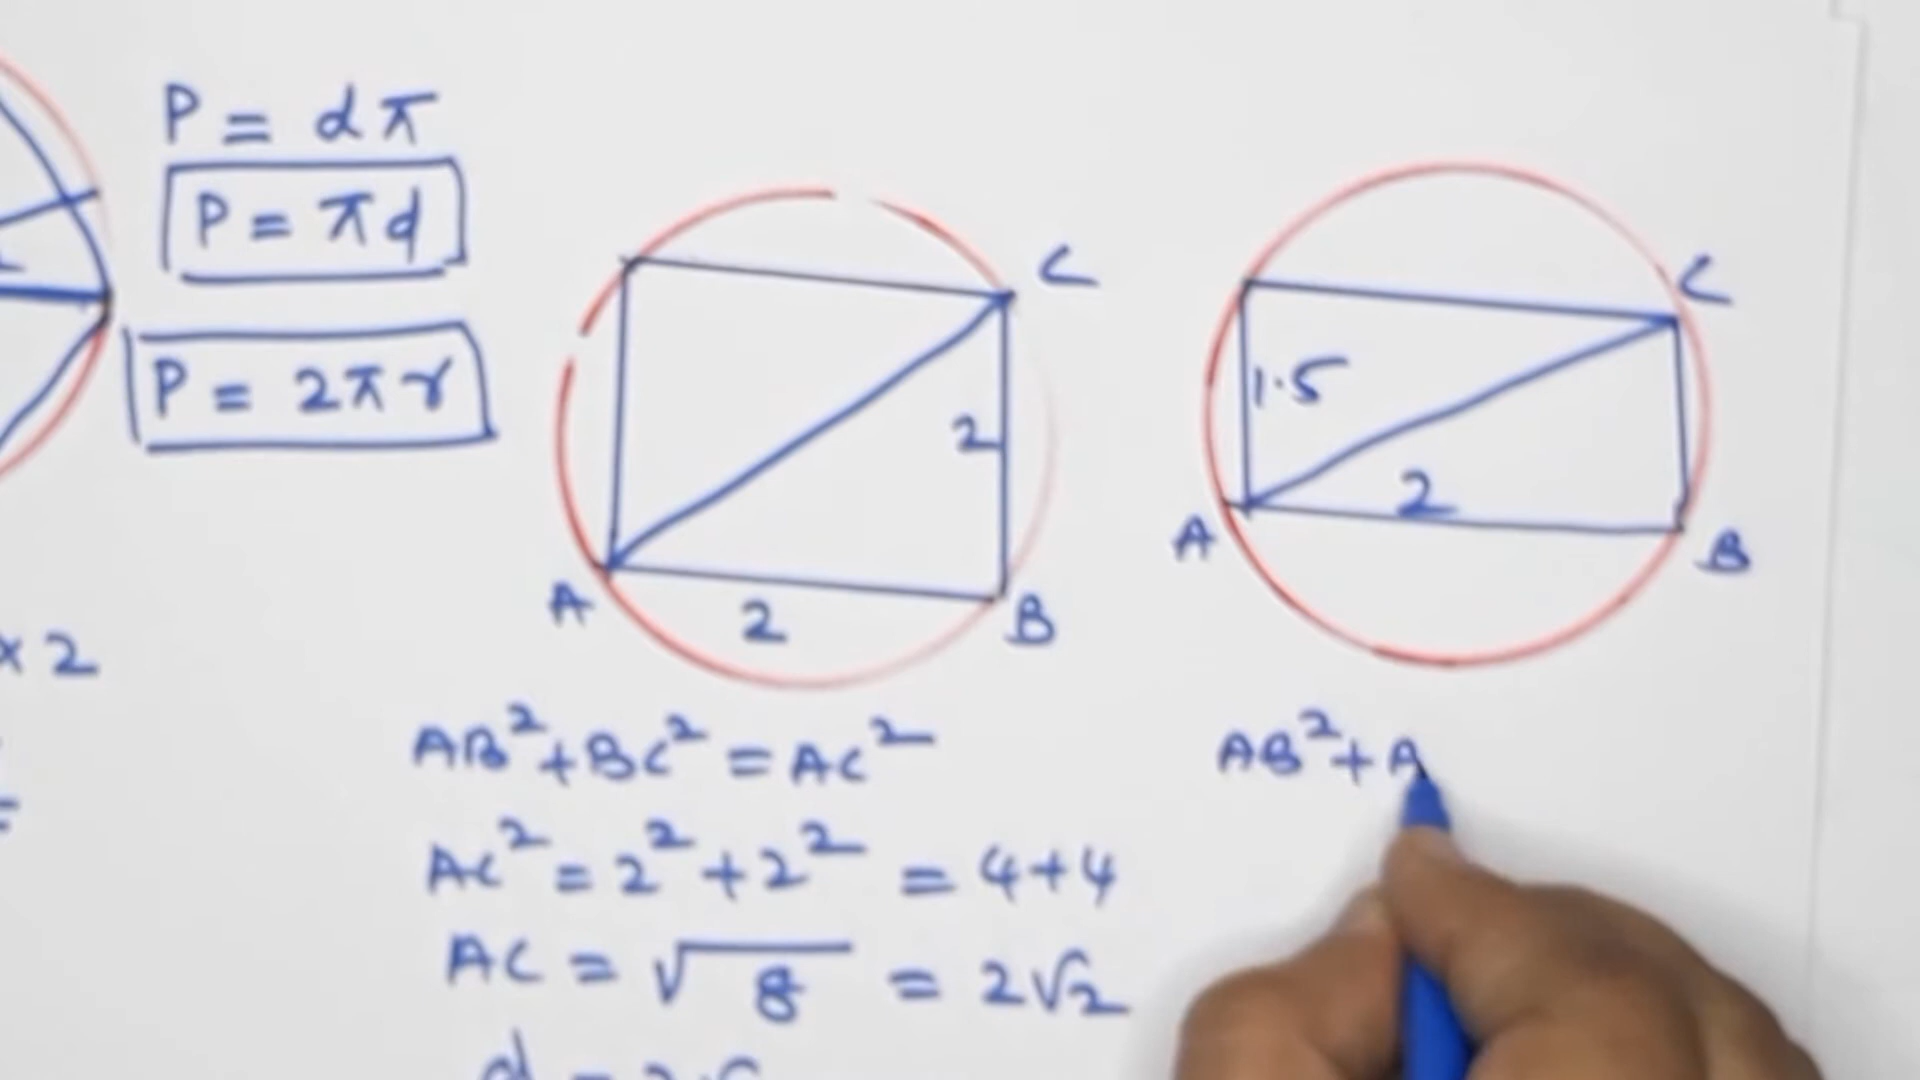 P = dπ
P = πd
P = 2πr
× 2
=
C
2
A
2
B
C
1.5
2
A
B
AB² + BC² = AC²
AC² = 2² + 2² = 4 + 4
AC = √8 = 2√2
AB² + A